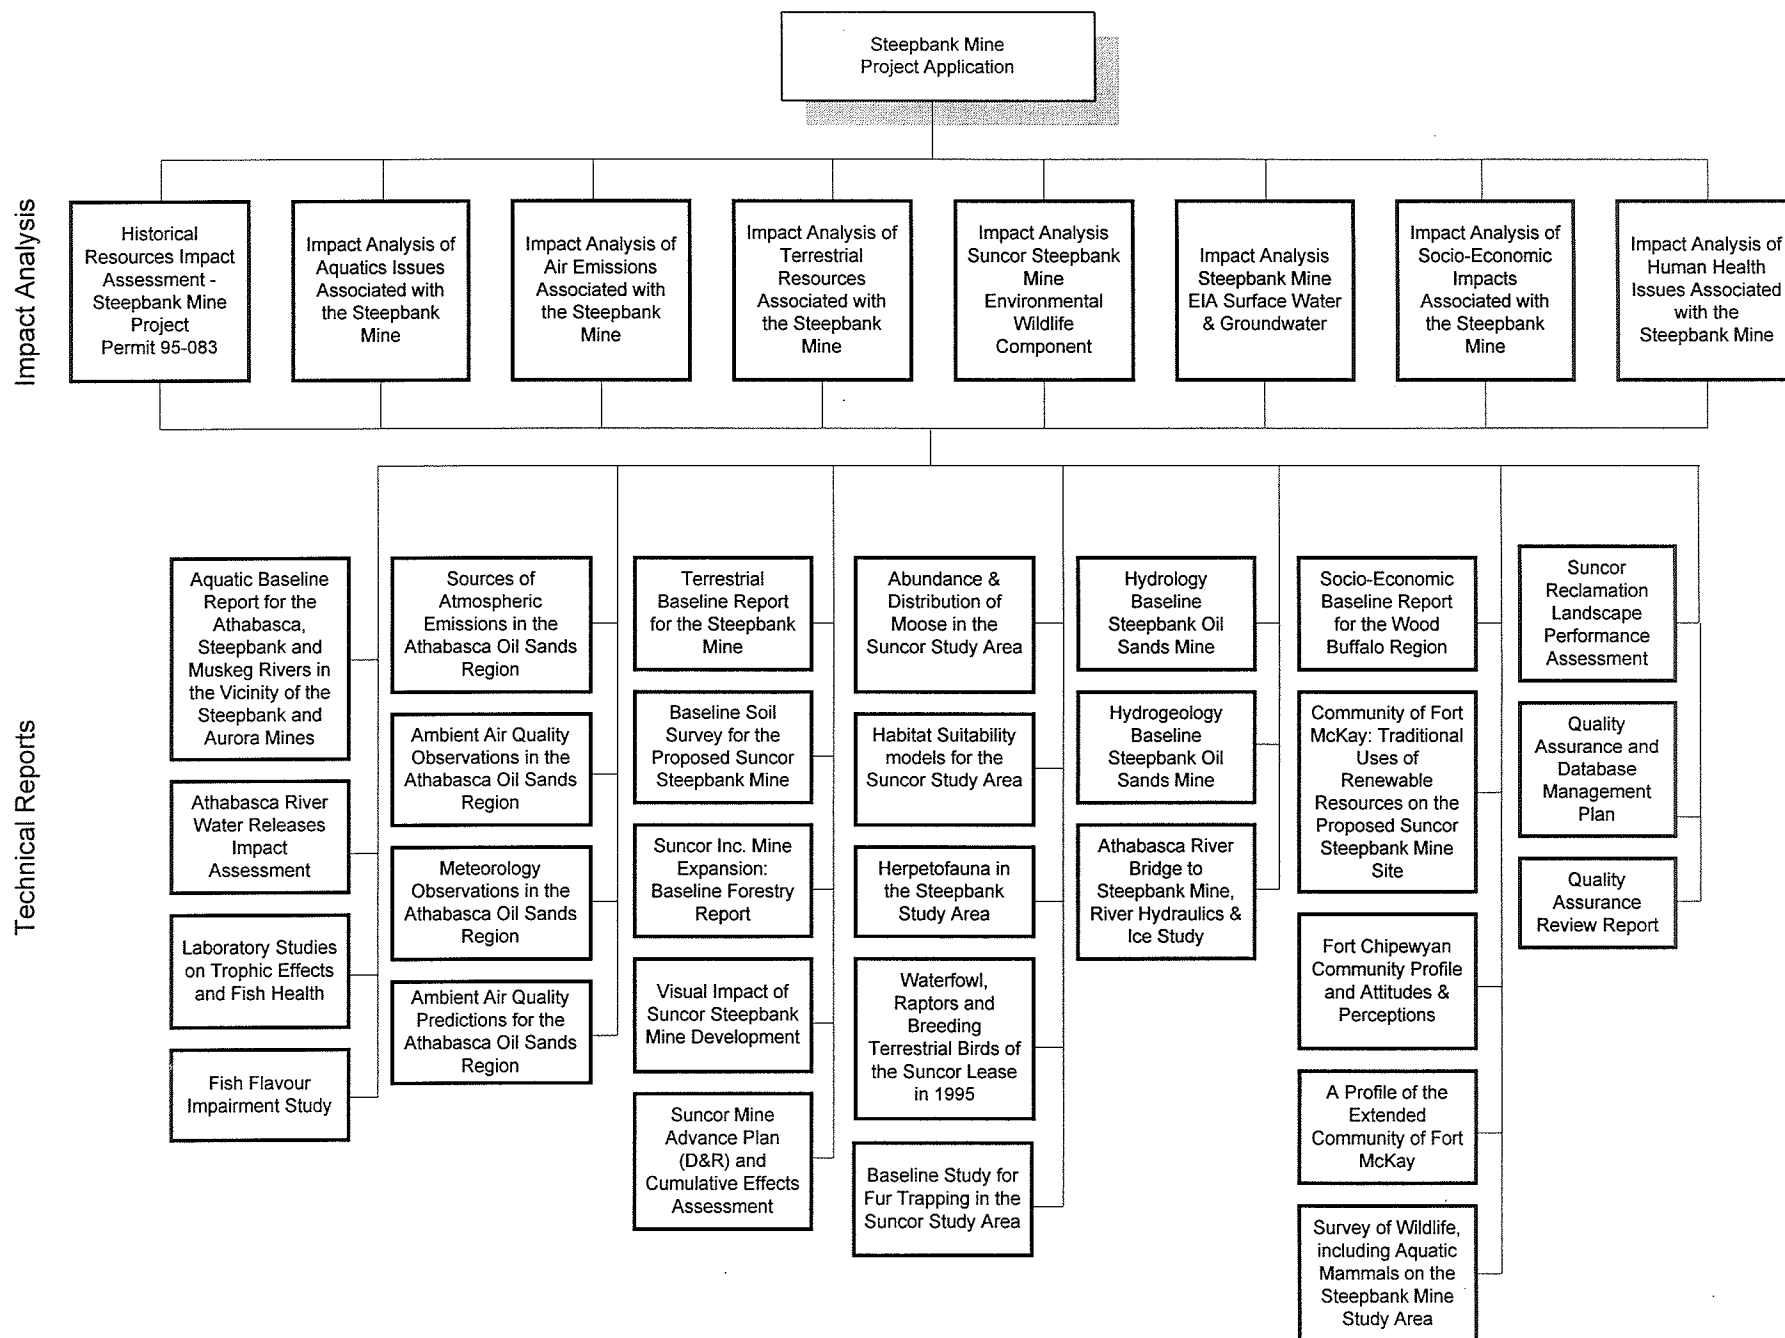 Steepbank Mine
Project Application
Impact Analysis
Historical
Resources Impact
Assessment -
Steepbank Mine
Project
Permit 95-083
Impact Analysis of
Aquatics Issues
Associated with
the Steepbank
Mine
Impact Analysis of
Air Emissions
Associated with
the Steepbank
Mine
Impact Analysis of
Terrestrial
Resources
Associated with
the Steepbank
Mine
Impact Analysis
Suncor Steepbank
Mine
Environmental
Wildlife
Component
Impact Analysis
Steepbank Mine
EIA Surface Water
& Groundwater
Impact Analysis of
Socio-Economic
Impacts
Associated with
the Steepbank
Mine
Impact Analysis of
Human Health
Issues Associated
with the
Steepbank Mine
Technical Reports
Aquatic Baseline
Report for the
Athabasca,
Steepbank and
Muskeg Rivers in
the Vicinity of the
Steepbank and
Aurora Mines
Athabasca River
Water Releases
Impact
Assessment
Laboratory Studies
on Trophic Effects
and Fish Health
Fish Flavour
Impairment Study
Sources of
Atmospheric
Emissions in the
Athabasca Oil Sands
Region
Ambient Air Quality
Observations in the
Athabasca Oil Sands
Region
Meteorology
Observations in the
Athabasca Oil Sands
Region
Ambient Air Quality
Predictions for the
Athabasca Oil Sands
Region
Terrestrial
Baseline Report
for the Steepbank
Mine
Baseline Soil
Survey for the
Proposed Suncor
Steepbank Mine
Suncor Inc. Mine
Expansion:
Baseline Forestry
Report
Visual Impact of
Suncor Steepbank
Mine Development
Suncor Mine
Advance Plan
(D&R) and
Cumulative Effects
Assessment
Abundance &
Distribution of
Moose in the
Suncor Study Area
Habitat Suitability
models for the
Suncor Study Area
Herpetofauna in
the Steepbank
Study Area
Waterfowl,
Raptors and
Breeding
Terrestrial Birds of
the Suncor Lease
in 1995
Baseline Study for
Fur Trapping in the
Suncor Study Area
Hydrology
Baseline
Steepbank Oil
Sands Mine
Hydrogeology
Baseline
Steepbank Oil
Sands Mine
Athabasca River
Bridge to
Steepbank Mine,
River Hydraulics &
Ice Study
Socio-Economic
Baseline Report
for the Wood
Buffalo Region
Community of Fort
McKay: Traditional
Uses of
Renewable
Resources on the
Proposed Suncor
Steepbank Mine
Site
Fort Chipewyan
Community Profile
and Attitudes &
Perceptions
A Profile of the
Extended
Community of Fort
McKay
Survey of Wildlife,
including Aquatic
Mammals on the
Steepbank Mine
Study Area
Suncor
Reclamation
Landscape
Performance
Assessment
Quality
Assurance and
Database
Management
Plan
Quality
Assurance
Review Report